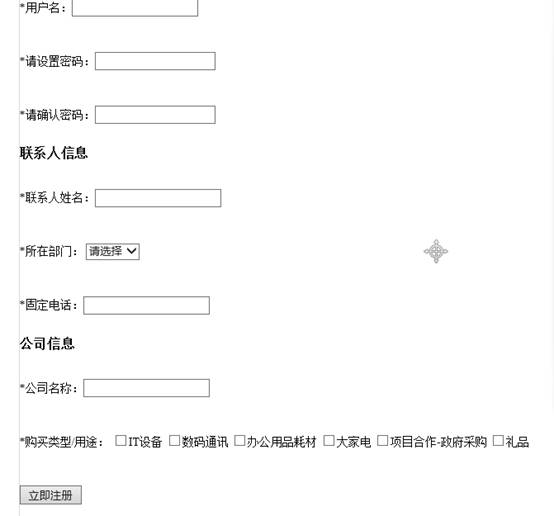 *用户名：
*请设置密码：
*请确认密码：
联系人信息
*联系人姓名：
*所在部门： 请选择
*固定电话：
公司信息
*公司名称：
*购买类型/用途： IT设备 数码通讯 办公用品耗材 大家电 项目合作-政府采购 礼品
立即注册